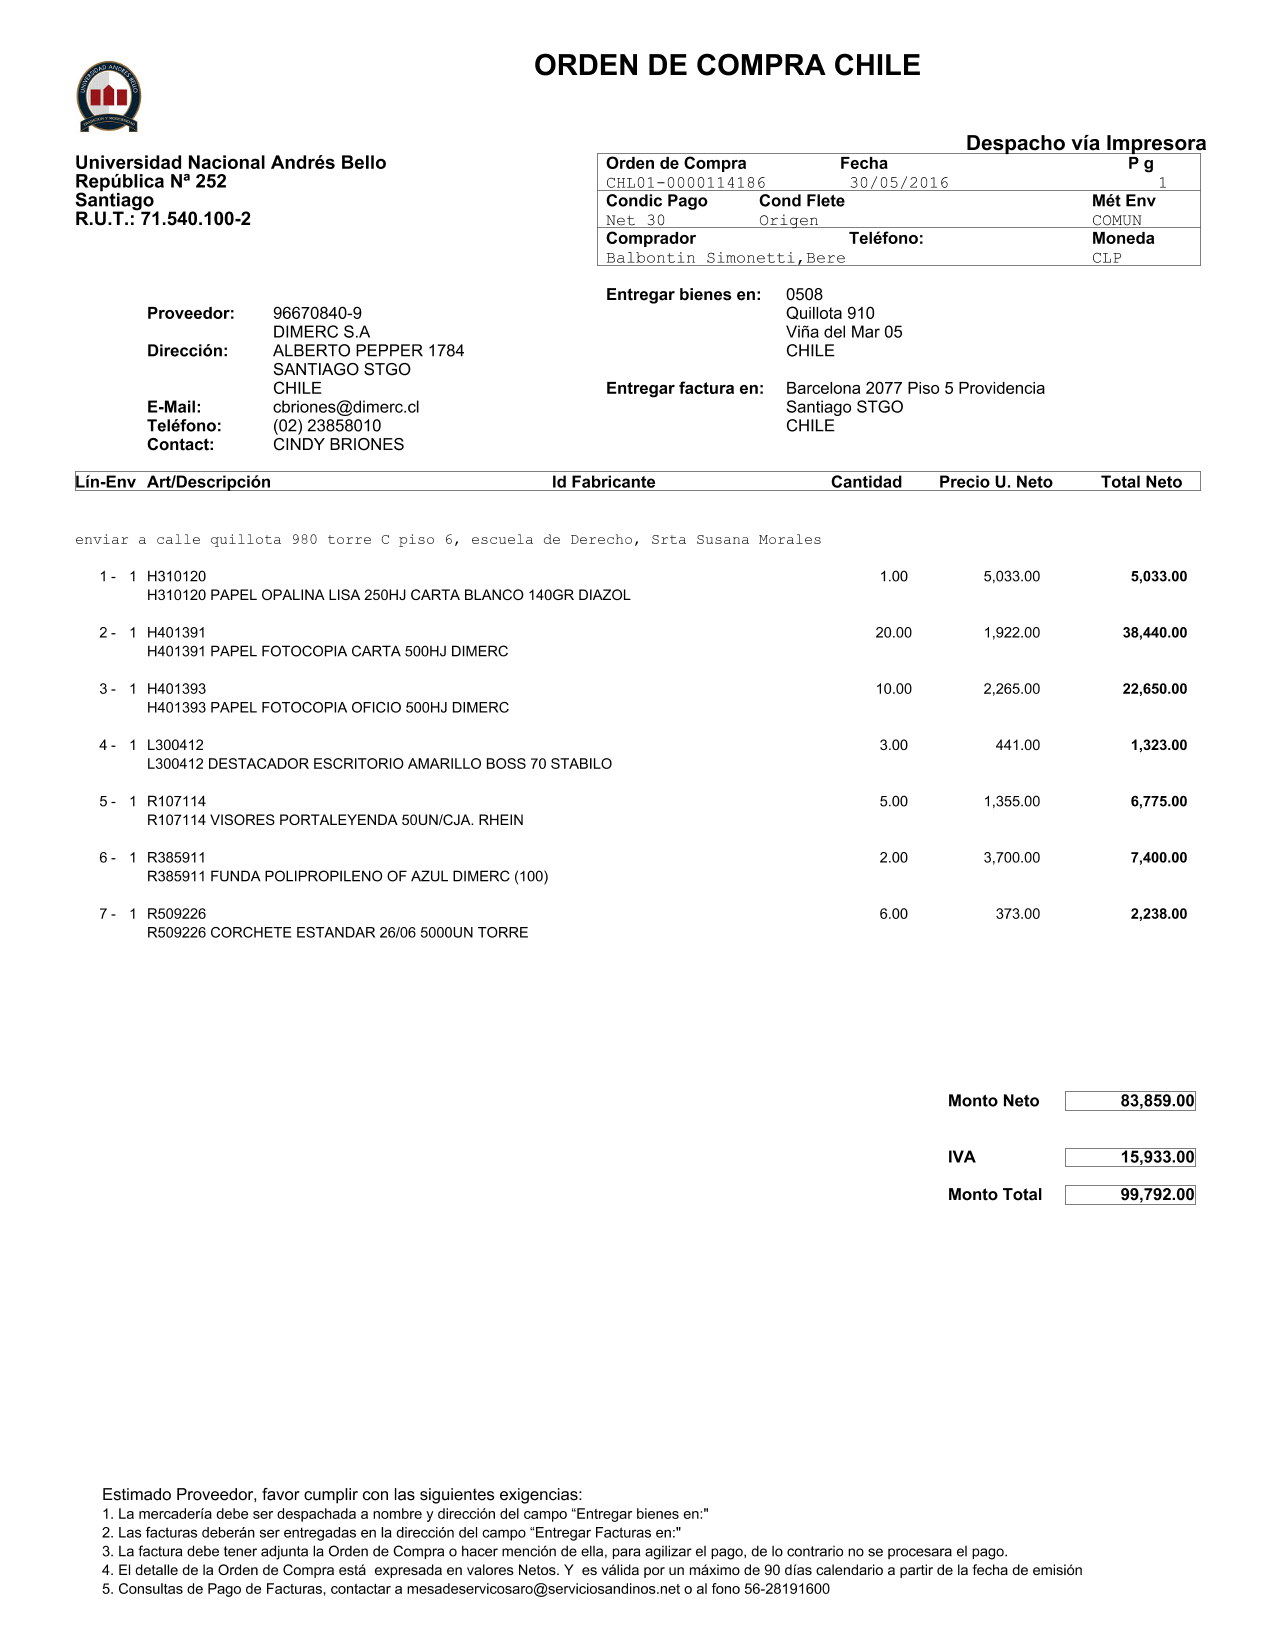 ORDEN DE COMPRA CHILE
UNIVERSIDAD ANDRES BELLO
Despacho vía Impresora
Universidad Nacional Andrés Bello
República Nª 252
Santiago
R.U.T.: 71.540.100-2
Orden de Compra Fecha P g
CHL01-0000114186 30/05/2016 1
Condic Pago Cond Flete Mét Env
Net 30 Origen COMUN
Comprador Teléfono: Moneda
Balbontin Simonetti,Bere CLP
Proveedor: 96670840-9
DIMERC S.A
Dirección: ALBERTO PEPPER 1784
SANTIAGO STGO
CHILE
E-Mail: cbriones@dimerc.cl
Teléfono: (02) 23858010
Contact: CINDY BRIONES
Entregar bienes en: 0508
Quillota 910
Viña del Mar 05
CHILE
Entregar factura en: Barcelona 2077 Piso 5 Providencia
Santiago STGO
CHILE
Lín-Env Art/Descripción Id Fabricante Cantidad Precio U. Neto Total Neto
enviar a calle quillota 980 torre C piso 6, escuela de Derecho, Srta Susana Morales
1 - 1 H310120 1.00 5,033.00 5,033.00
H310120 PAPEL OPALINA LISA 250HJ CARTA BLANCO 140GR DIAZOL
2 - 1 H401391 20.00 1,922.00 38,440.00
H401391 PAPEL FOTOCOPIA CARTA 500HJ DIMERC
3 - 1 H401393 10.00 2,265.00 22,650.00
H401393 PAPEL FOTOCOPIA OFICIO 500HJ DIMERC
4 - 1 L300412 3.00 441.00 1,323.00
L300412 DESTACADOR ESCRITORIO AMARILLO BOSS 70 STABILO
5 - 1 R107114 5.00 1,355.00 6,775.00
R107114 VISORES PORTALEYENDA 50UN/CJA. RHEIN
6 - 1 R385911 2.00 3,700.00 7,400.00
R385911 FUNDA POLIPROPILENO OF AZUL DIMERC (100)
7 - 1 R509226 6.00 373.00 2,238.00
R509226 CORCHETE ESTANDAR 26/06 5000UN TORRE
Monto Neto 83,859.00
IVA 15,933.00
Monto Total 99,792.00
Estimado Proveedor, favor cumplir con las siguientes exigencias:
1. La mercadería debe ser despachada a nombre y dirección del campo “Entregar bienes en:"
2. Las facturas deberán ser entregadas en la dirección del campo “Entregar Facturas en:"
3. La factura debe tener adjunta la Orden de Compra o hacer mención de ella, para agilizar el pago, de lo contrario no se procesara el pago.
4. El detalle de la Orden de Compra está expresada en valores Netos. Y es válida por un máximo de 90 días calendario a partir de la fecha de emisión
5. Consultas de Pago de Facturas, contactar a mesadeservicosaro@serviciosandinos.net o al fono 56-28191600